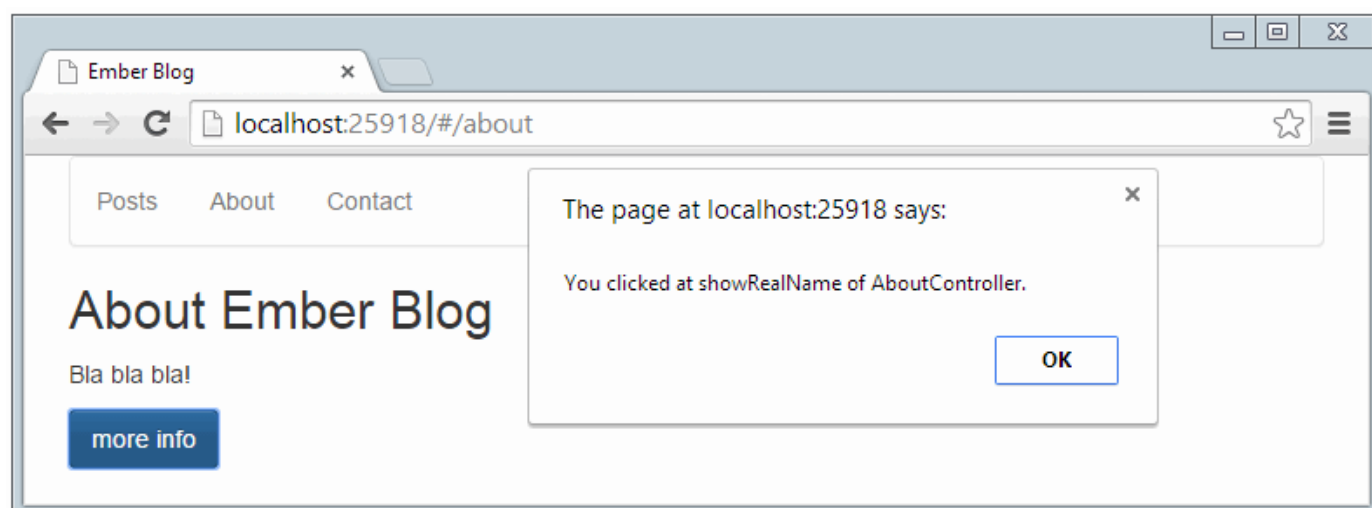 Ember Blog
localhost:25918/#/about
Posts About Contact
The page at localhost:25918 says:
You clicked at showRealName of AboutController.
OK
About Ember Blog
Bla bla bla!
more info